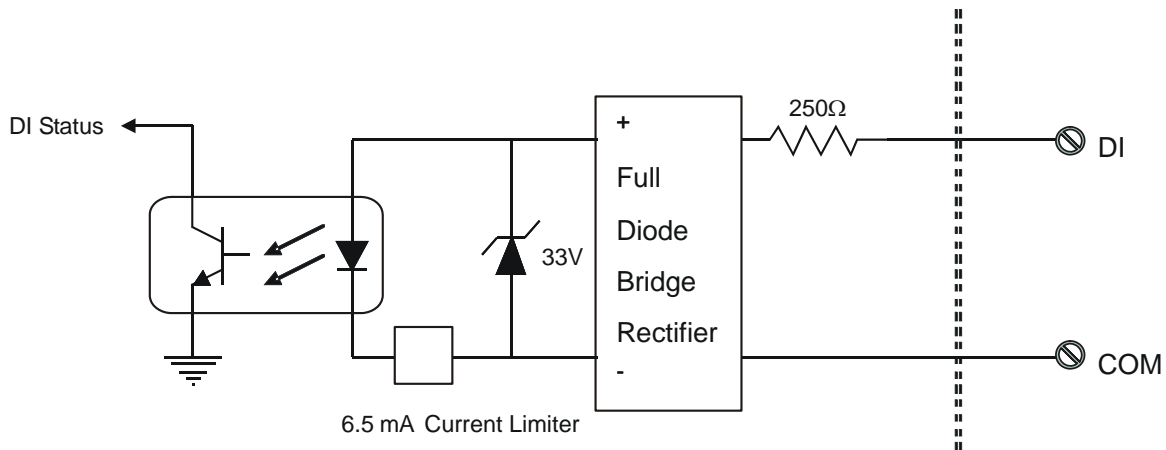 250Ω
DI Status
+
DI
Full
Diode
33V
Bridge
Rectifier
-
COM
6.5 mA Current Limiter